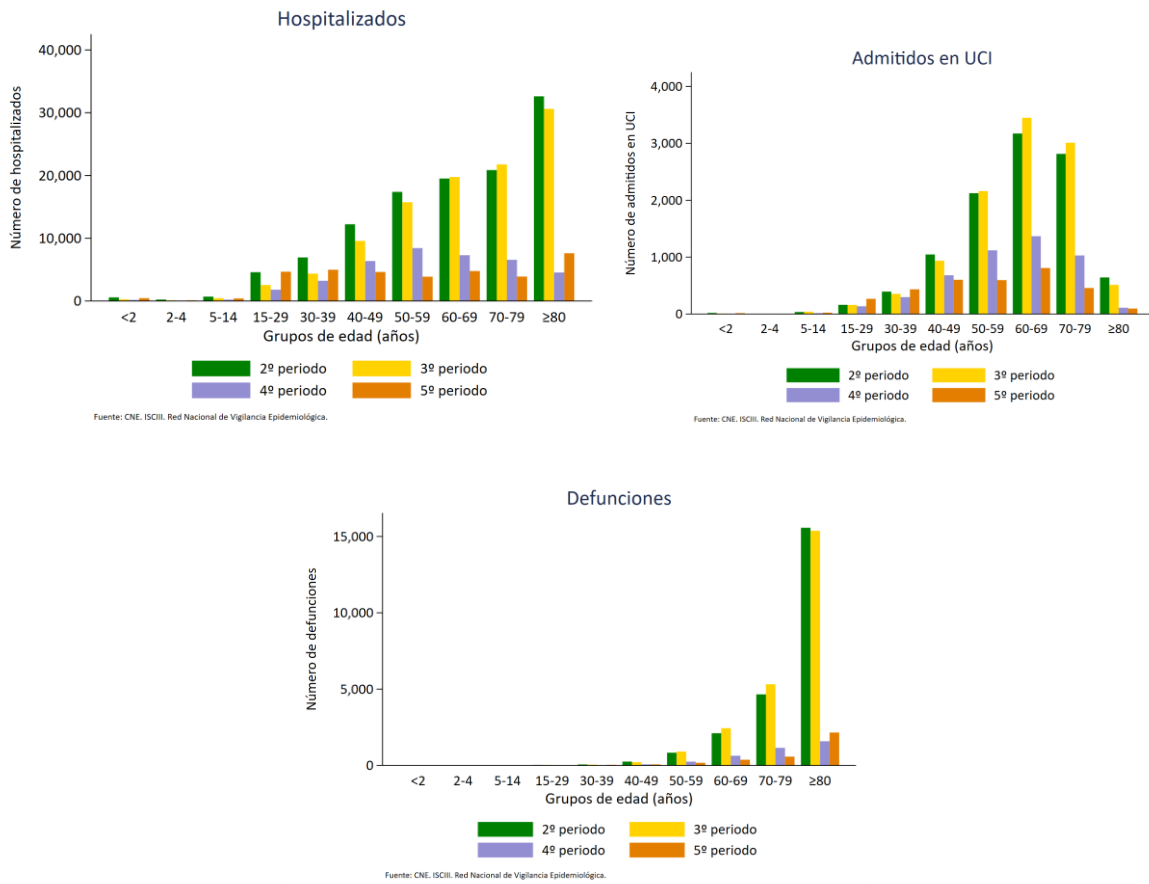 Hospitalizados
Número de hospitalizados
40,000
30,000
20,000
10,000
0
<2 2-4 5-14 15-29 30-39 40-49 50-59 60-69 70-79 ≥80
Grupos de edad (años)
2º periodo 3º periodo
4º periodo 5º periodo
Fuente: CNE. ISCIII. Red Nacional de Vigilancia Epidemiológica.
Admitidos en UCI
Número de admitidos en UCI
4,000
3,000
2,000
1,000
0
<2 2-4 5-14 15-29 30-39 40-49 50-59 60-69 70-79 ≥80
Grupos de edad (años)
2º periodo 3º periodo
4º periodo 5º periodo
Fuente: CNE. ISCIII. Red Nacional de Vigilancia Epidemiológica.
Defunciones
Número de defunciones
15,000
10,000
5,000
0
<2 2-4 5-14 15-29 30-39 40-49 50-59 60-69 70-79 ≥80
Grupos de edad (años)
2º periodo 3º periodo
4º periodo 5º periodo
Fuente: CNE. ISCIII. Red Nacional de Vigilancia Epidemiológica.